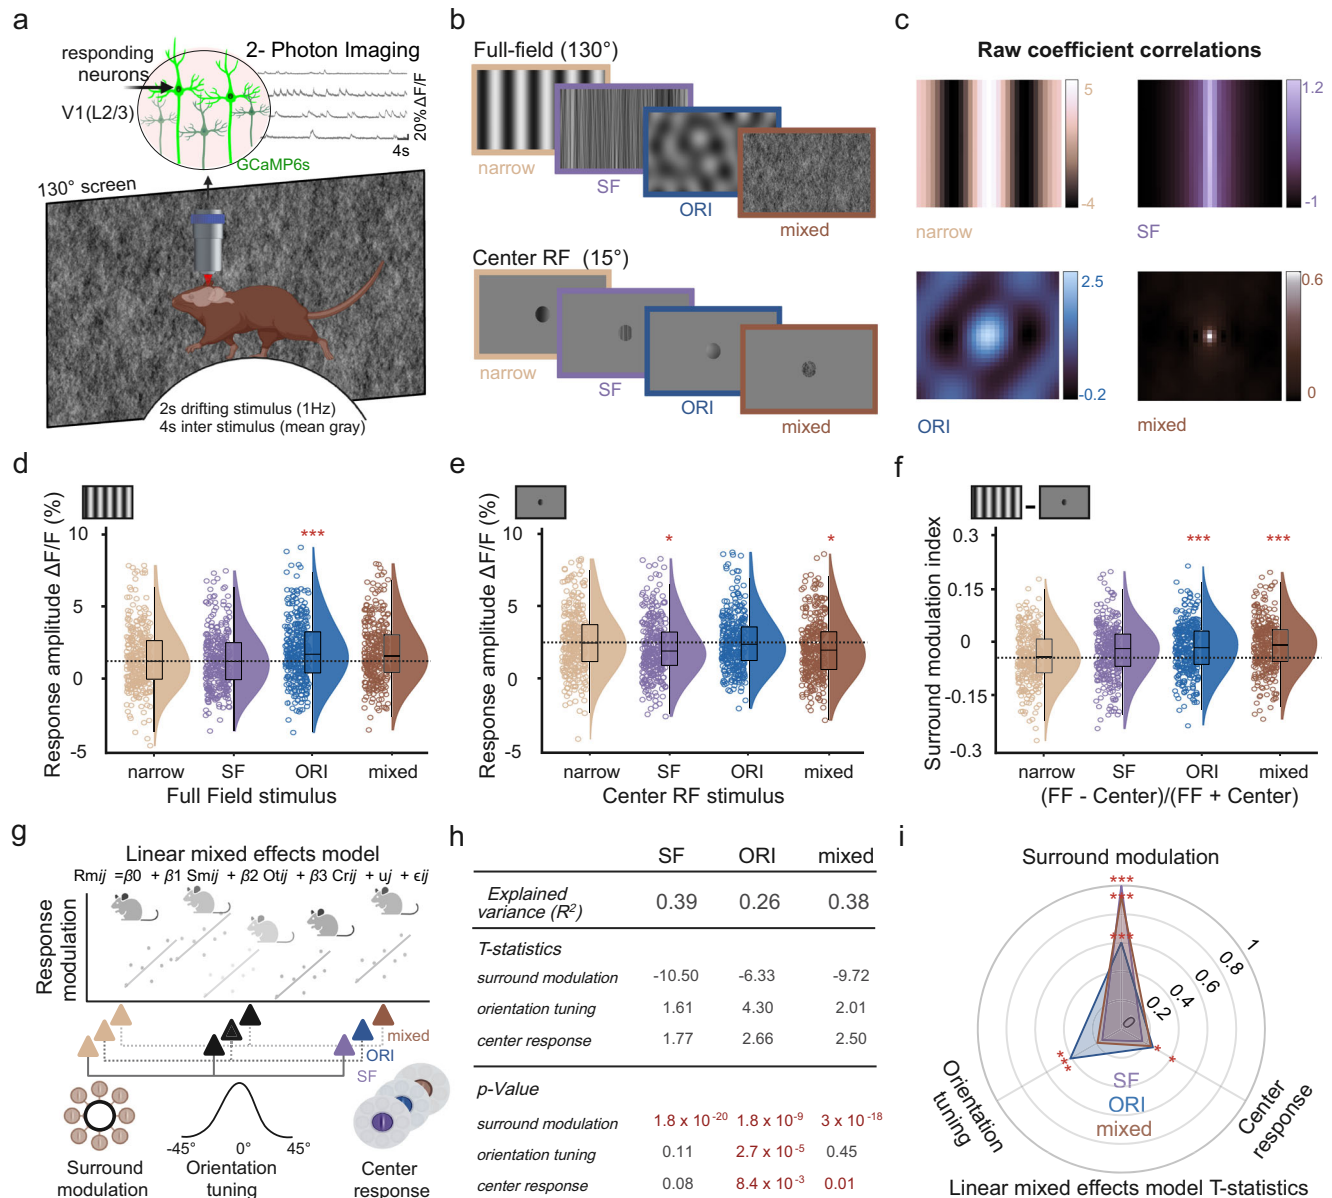 a
responding
neurons
2- Photon Imaging
V1(L2/3)
20%ΔF/F
4s
GCaMP6s
130° screen
2s drifting stimulus (1Hz)
4s inter stimulus (mean gray)
b
Full-field (130°)
narrow
SF
ORI
mixed
Center RF (15°)
narrow
SF
ORI
mixed
c
Raw coefficient correlations
5
-4
narrow
1.2
-1
SF
2.5
-0.2
ORI
0.6
0
mixed
d
Response amplitude ΔF/F (%)
10
5
0
-5
***
narrow SF ORI mixed
Full Field stimulus
e
Response amplitude ΔF/F (%)
10
5
0
-5
* *
narrow SF ORI mixed
Center RF stimulus
f
Surround modulation index
0.3
0.15
0
-0.15
-0.3
*** ***
narrow SF ORI mixed
(FF - Center)/(FF + Center)
g
Linear mixed effects model
Rmij =β0 + β1 Smij + β2 Otij + β3 Crij + uj + ϵij
Response
modulation
mixed
ORI
SF
-45° 0° 45°
Surround
modulation
Orientation
tuning
Center
response
h
SF ORI mixed
Explained
variance (R²) 0.39 0.26 0.38
T-statistics
surround modulation -10.50 -6.33 -9.72
orientation tuning 1.61 4.30 2.01
center response 1.77 2.66 2.50
p-Value
surround modulation 1.8 x 10⁻²⁰ 1.8 x 10⁻⁹ 3 x 10⁻¹⁸
orientation tuning 0.11 2.7 x 10⁻⁵ 0.45
center response 0.08 8.4 x 10⁻³ 0.01
i
Surround modulation
***
***
***
1
0.8
0.6
0.4
0.2
0
***
*
*
SF
ORI
mixed
Orientation
tuning
Center
response
Linear mixed effects model T-statistics